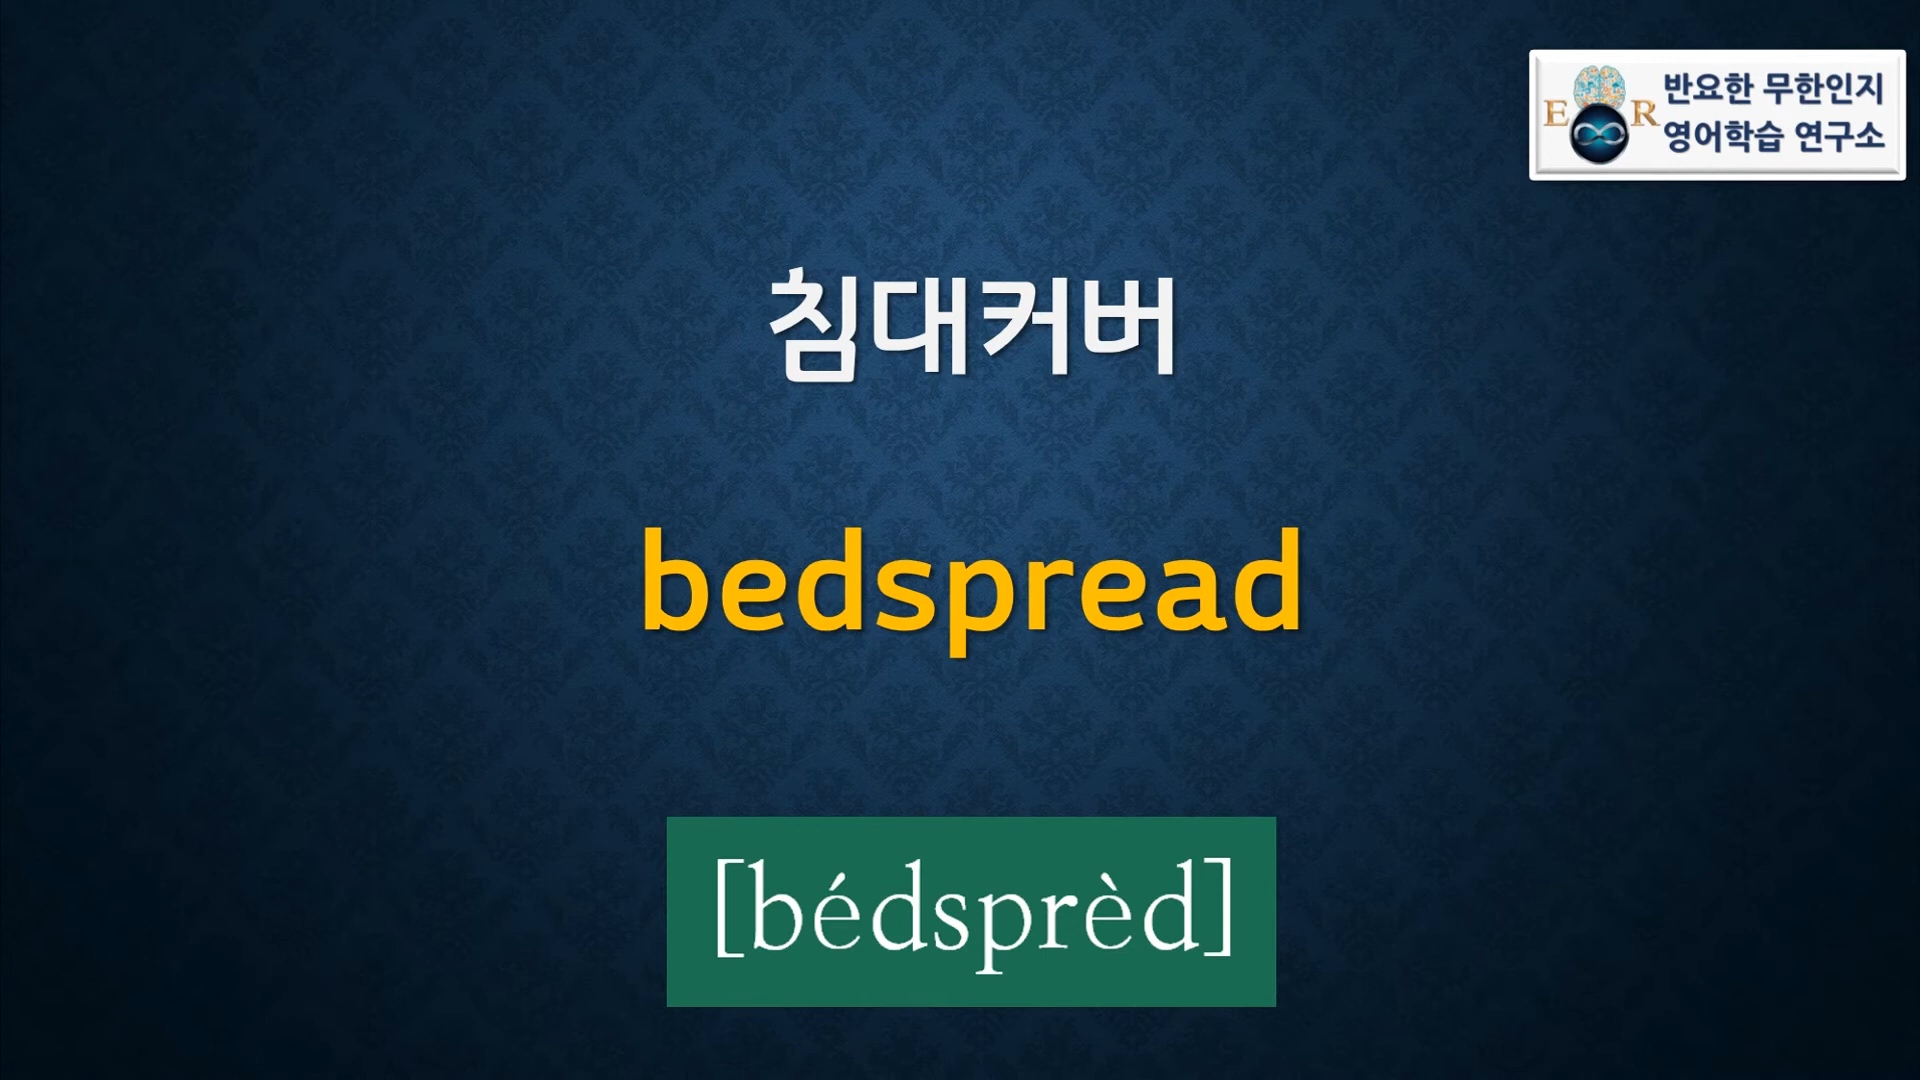 E R
반요한 무한인지
영어학습 연구소
침대커버
bedspread
[bédsprèd]